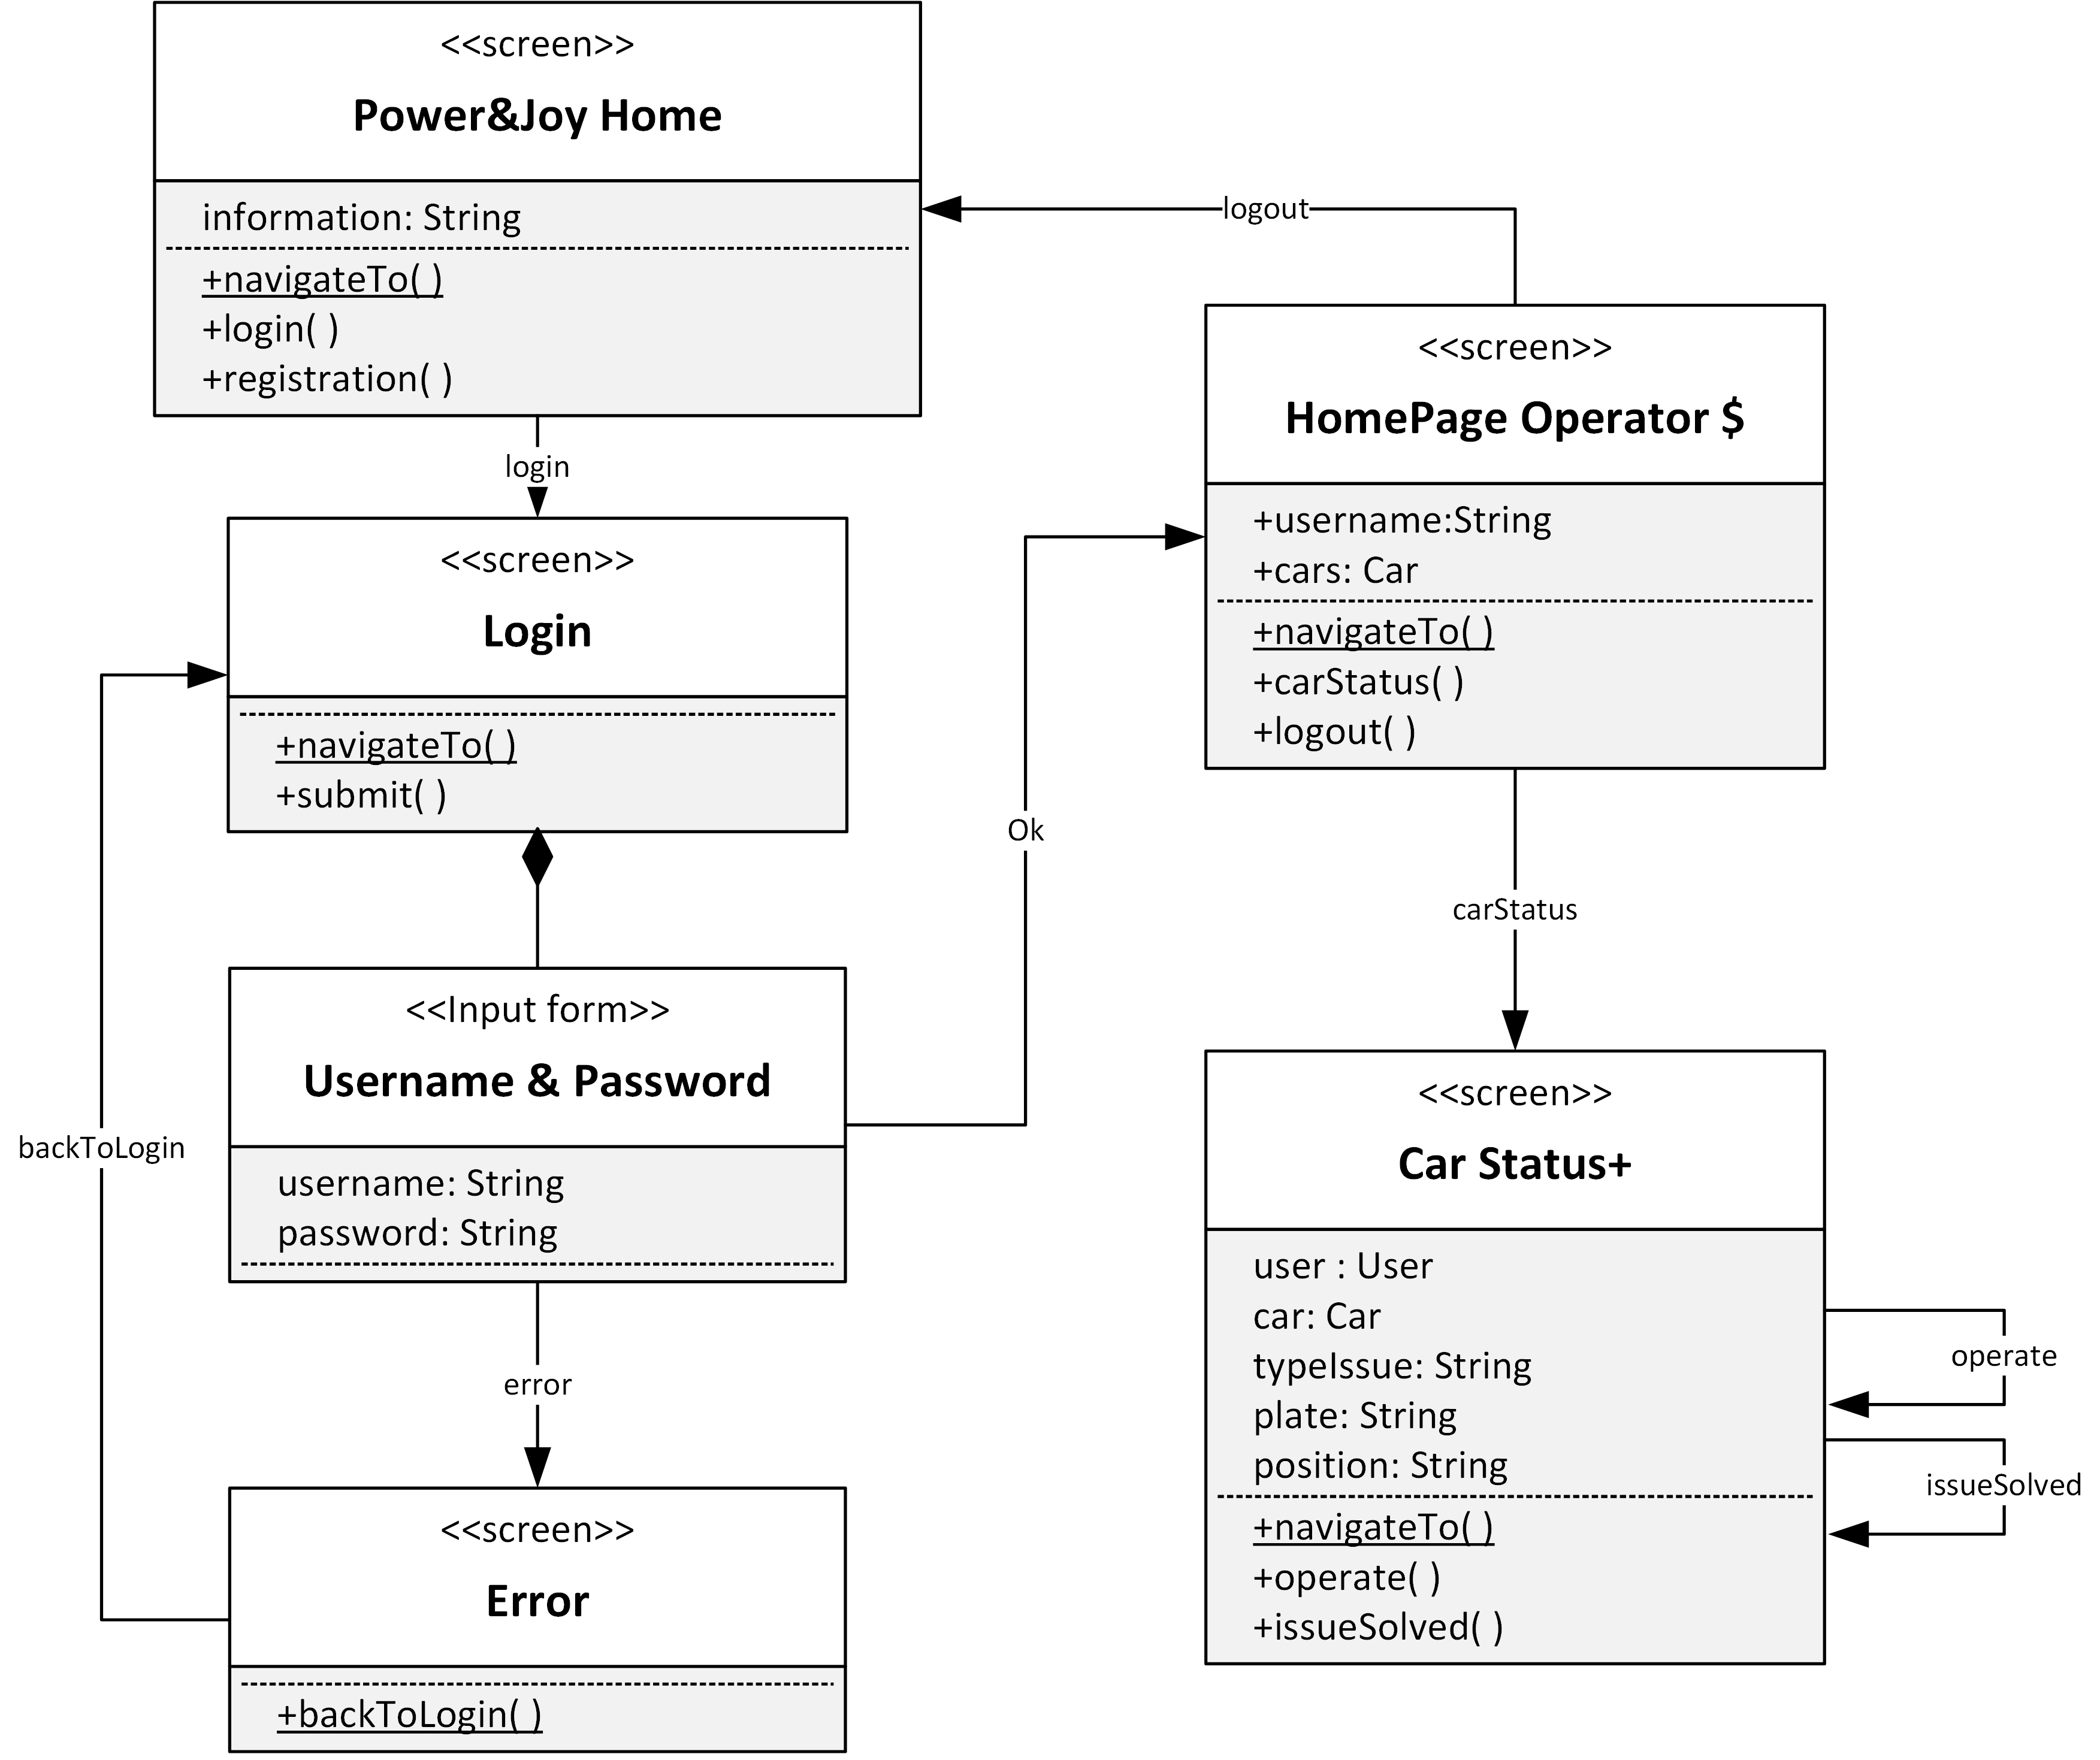 <<screen>>
Power&Joy Home
information: String
+navigateTo( )
+login( )
+registration( )
login
<<screen>>
Login
+navigateTo( )
+submit( )
<<Input form>>
Username & Password
username: String
password: String
error
<<screen>>
Error
+backToLogin( )
backToLogin
Ok
logout
<<screen>>
HomePage Operator $
+username:String
+cars: Car
+navigateTo( )
+carStatus( )
+logout( )
carStatus
<<screen>>
Car Status+
user : User
car: Car
typeIssue: String
plate: String
position: String
+navigateTo( )
+operate( )
+issueSolved( )
operate
issueSolved